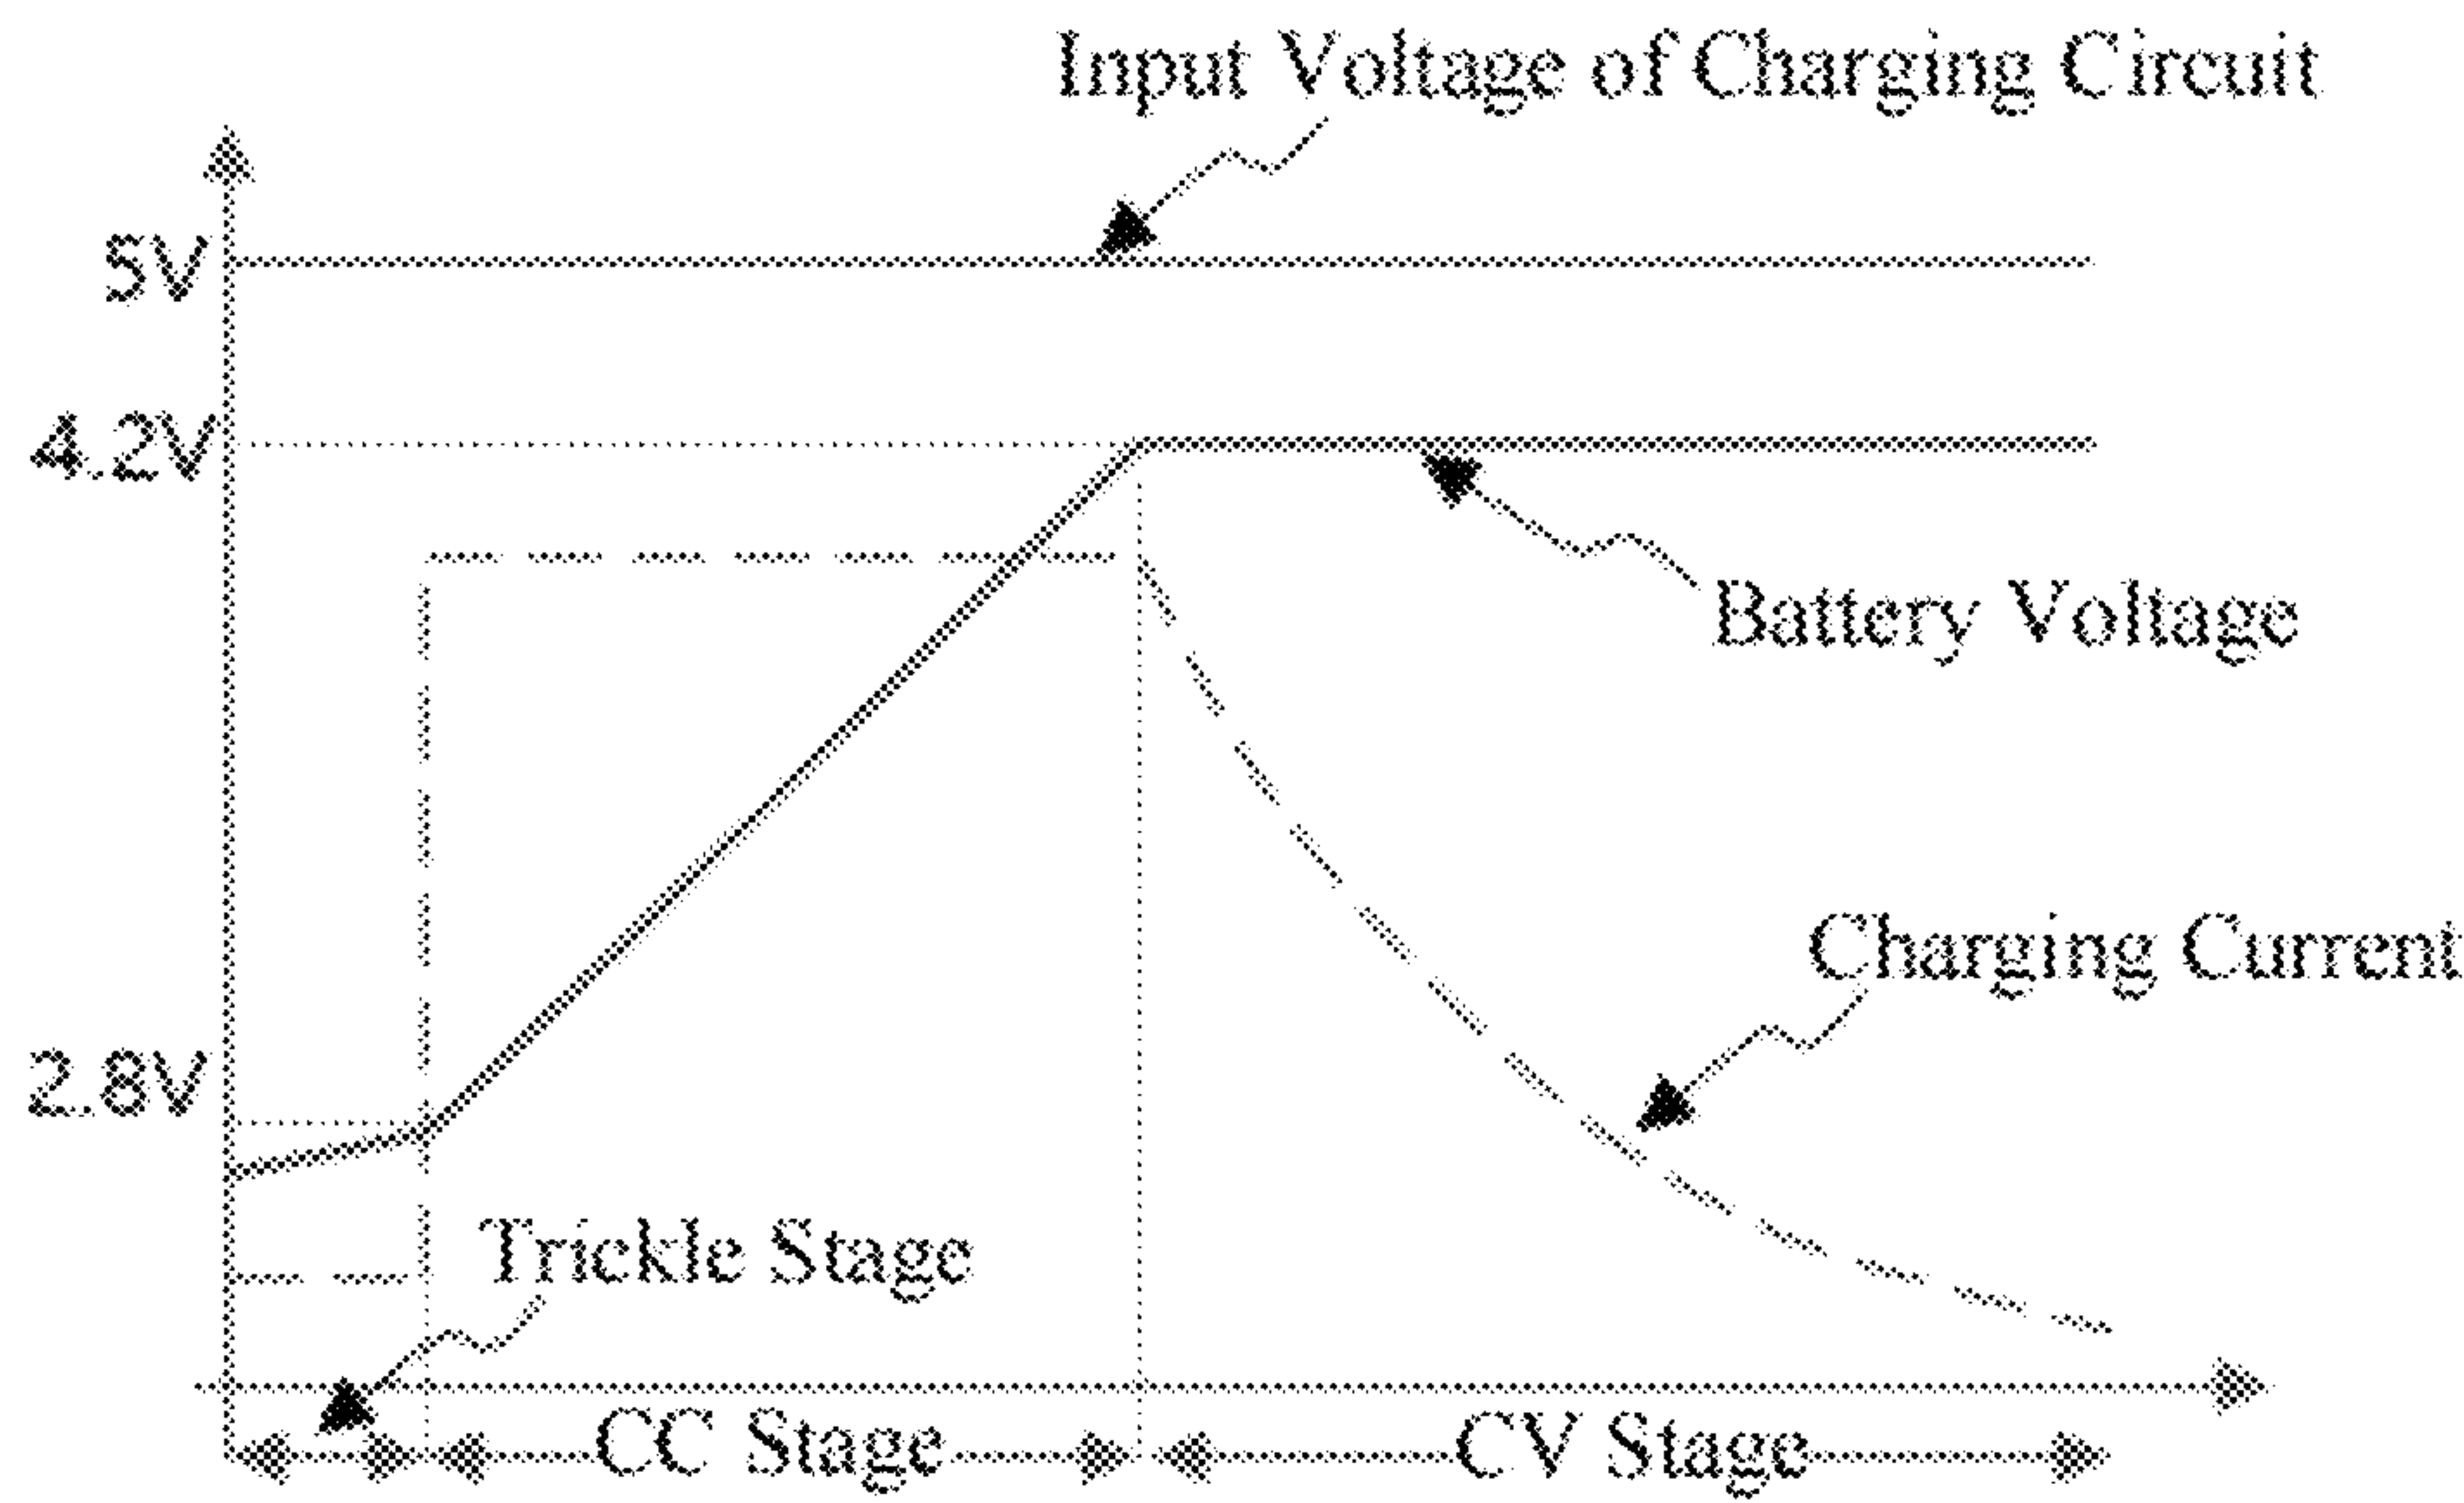 Input Voltage of Charging Circuit
5V
4.2V
Battery Voltage
Charging Current
2.8V
Trickle Stage
CC Stage
CV Stage